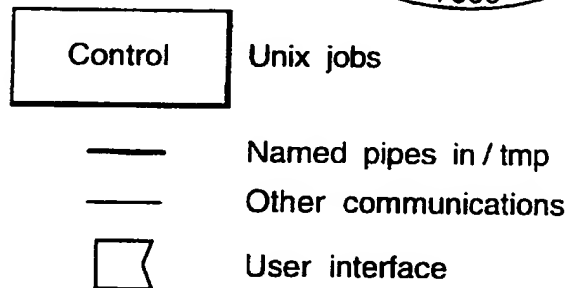 Control Unix jobs
Named pipes in / tmp
Other communications
User interface